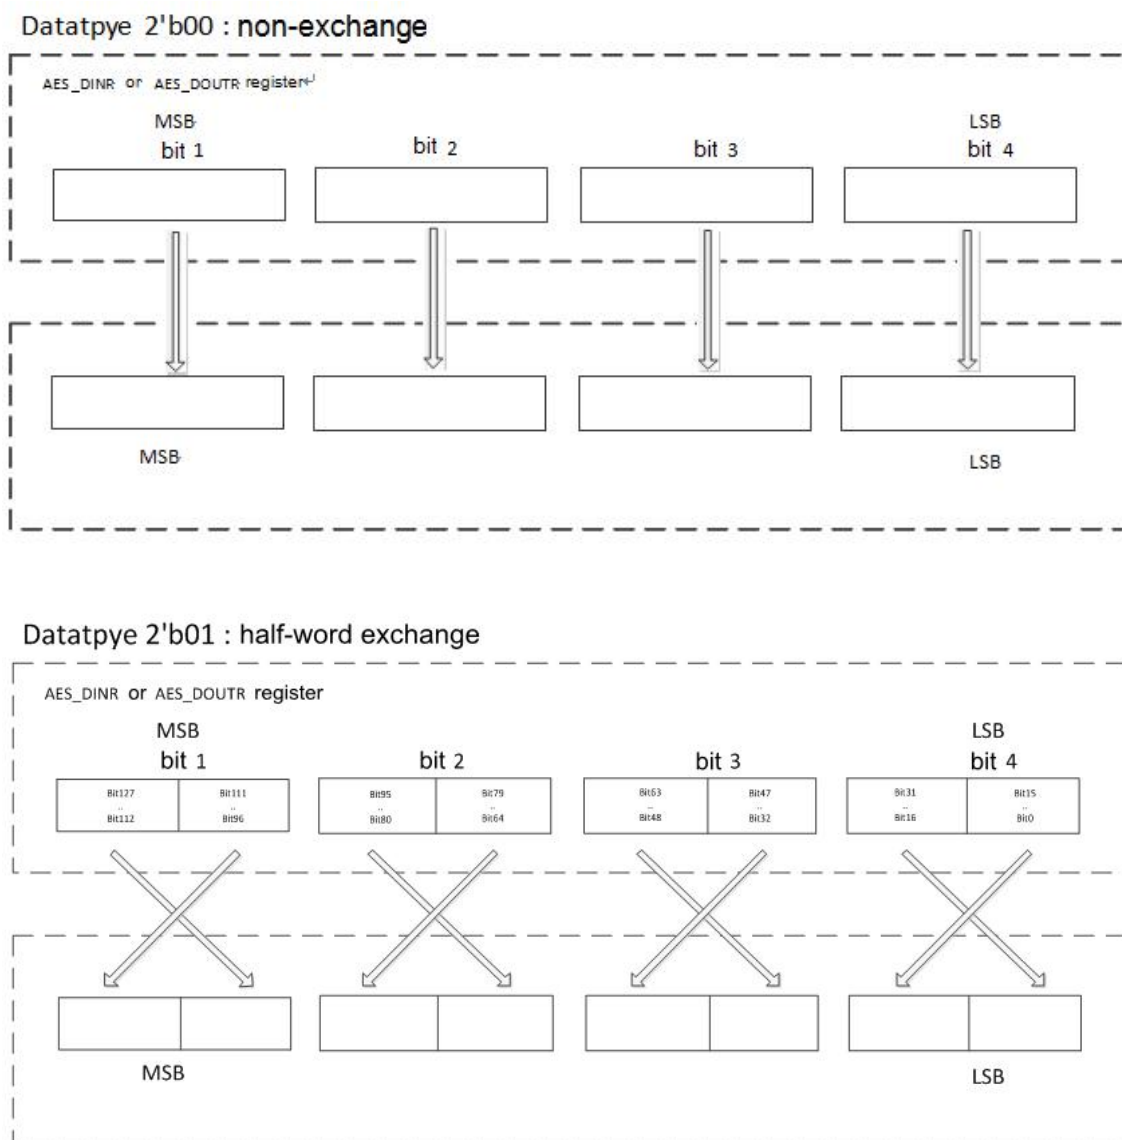 Datatpye 2'b00 : non-exchange
AES_DINR or AES_DOUTR register↵
MSB LSB
bit 1 bit 2 bit 3 bit 4
MSB LSB
Datatpye 2'b01 : half-word exchange
AES_DINR or AES_DOUTR register
MSB LSB
bit 1 bit 2 bit 3 bit 4
Bit127 Bit111 Bit95 Bit79 Bit63 Bit47 Bit31 Bit15
.. .. .. .. .. .. .. ..
Bit112 Bit96 Bit80 Bit64 Bit48 Bit32 Bit16 Bit0
MSB LSB